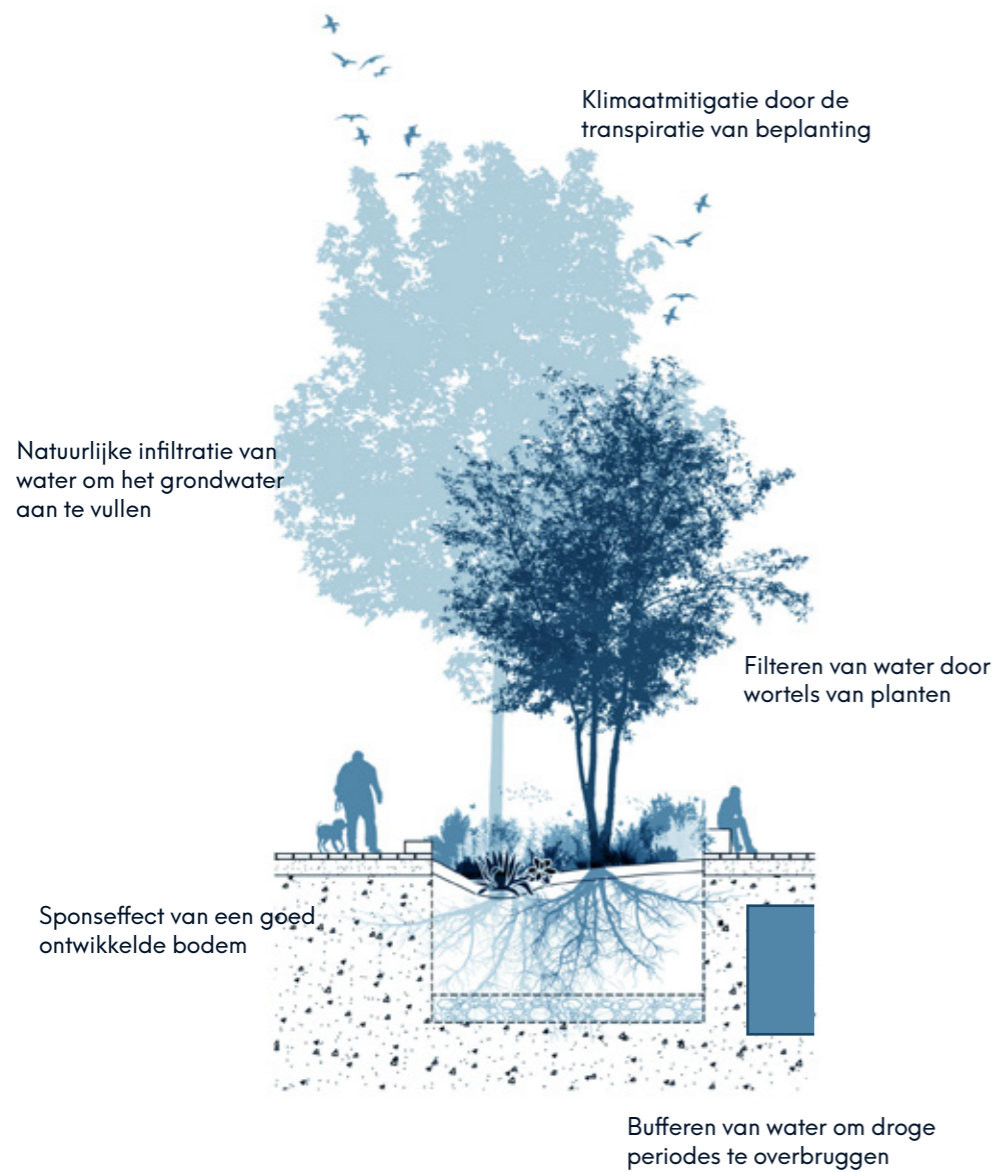 Klimaatmitigatie door de
transpiratie van beplanting
Natuurlijke infiltratie van
water om het grondwater
aan te vullen
Filteren van water door
wortels van planten
Sponseffect van een goed
ontwikkelde bodem
Bufferen van water om droge
periodes te overbruggen